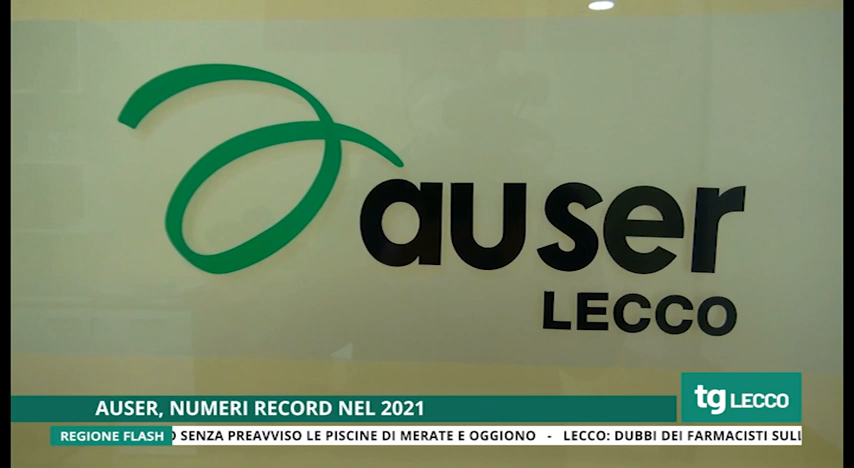 auser
LECCO
AUSER, NUMERI RECORD NEL 2021
tg LECCO
REGIONE FLASH
SENZA PREAVVISO LE PISCINE DI MERATE E OGGIONO - LECCO: DUBBI DEI FARMACISTI